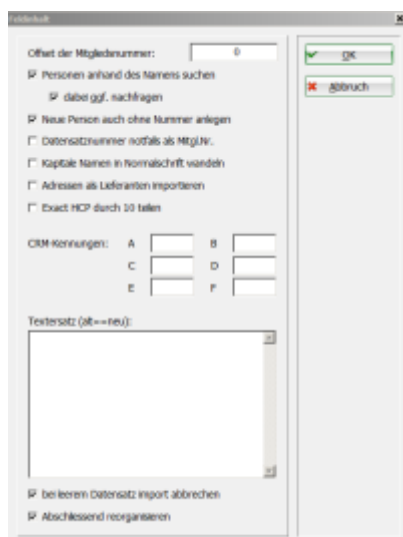 Feldinhalt
Offset der Mitgliedsnummer: 0
Personen anhand des Namens suchen
dabei ggf. nachfragen
Neue Person auch ohne Nummer anlegen
Datensatznummer notfalls als Mitgl.Nr.
Kapitale Namen in Normalschrift wandeln
Adressen als Lieferanten importieren
Exact HCP durch 10 teilen
CRM-Kennungen: A B
C D
E F
Textersatz (alt==neu):
bei leerem Datensatz import abbrechen
Abschliessend reorganisieren
OK
Abbruch